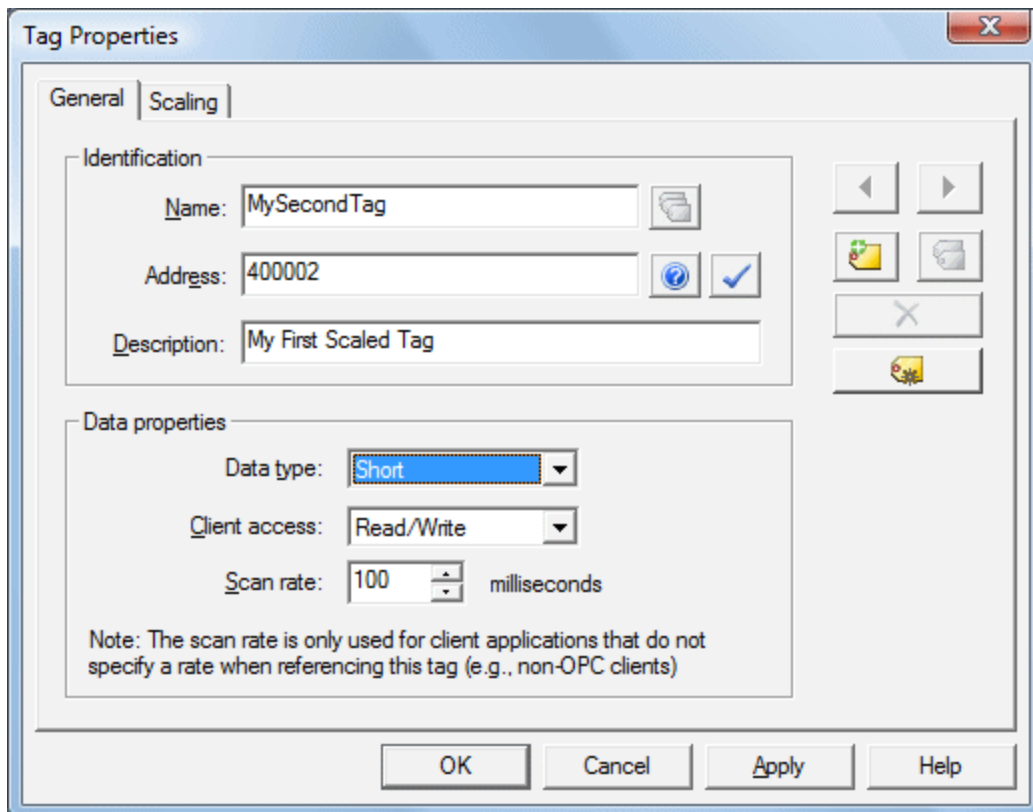 Tag Properties
General
Scaling
Identification
Name: MySecondTag
Address: 400002
Description: My First Scaled Tag
Data properties
Data type: Short
Client access: Read/Write
Scan rate: 100 milliseconds
Note: The scan rate is only used for client applications that do not
specify a rate when referencing this tag (e.g., non-OPC clients)
OK
Cancel
Apply
Help